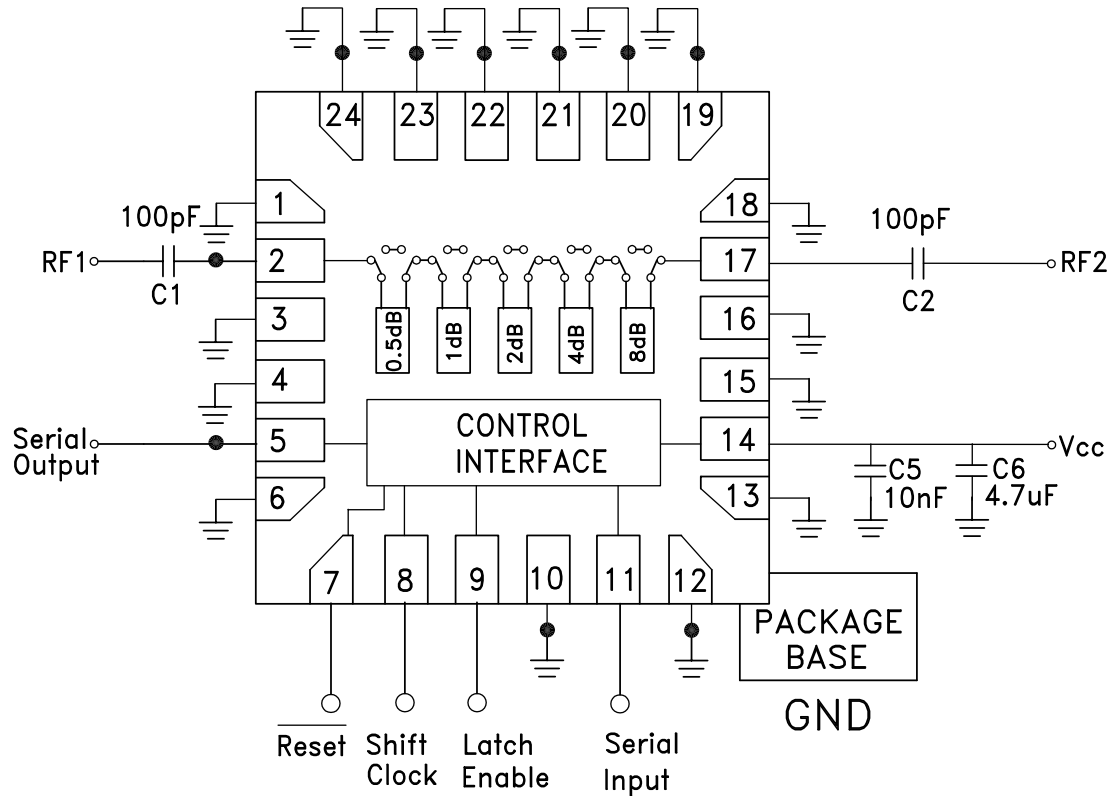 24
23
22
21
20
19
1
18
100pF
100pF
RF1
2
17
RF2
C1
C2
3
16
0.5dB
1dB
2dB
4dB
8dB
4
15
Serial
Output
5
CONTROL
INTERFACE
14
Vcc
6
13
C5
10nF
C6
4.7uF
7
8
9
10
11
12
PACKAGE
BASE
GND
Reset
Shift
Clock
Latch
Enable
Serial
Input